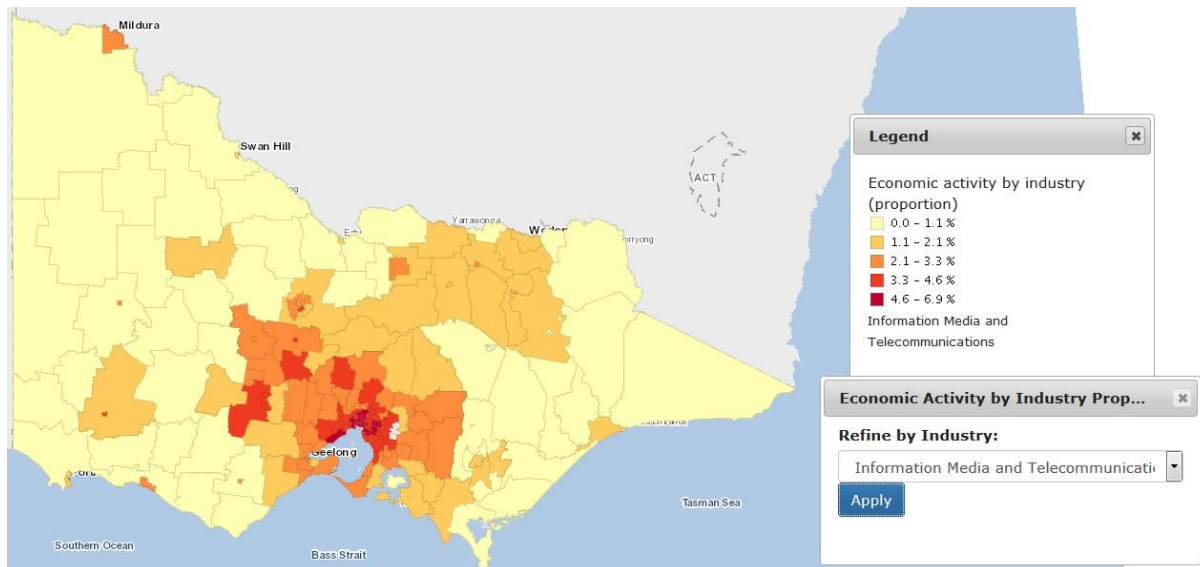 Mildura
Swan Hill
ACT
Yarrawonga
Geelong
Tasman Sea
Southern Ocean
Bass Strait
Legend
Economic activity by industry
(proportion)
0.0 – 1.1 %
1.1 – 2.1 %
2.1 – 3.3 %
3.3 – 4.6 %
4.6 – 6.9 %
Information Media and
Telecommunications
Economic Activity by Industry Prop...
Refine by Industry:
Information Media and Telecommunicati
Apply